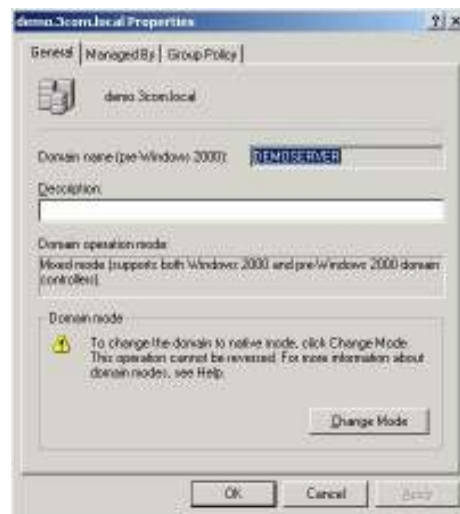 demo.3com.local Properties
General Managed By Group Policy
demo.3com.local
Domain name (pre-Windows 2000): DEMOSERVER
Description:
Domain operation mode:
Mixed mode (supports both Windows 2000 and pre-Windows 2000 domain
controllers).
Domain mode
To change the domain to native mode, click Change Mode.
This operation cannot be reversed. For more information about
domain modes, see Help.
Change Mode
OK Cancel Apply